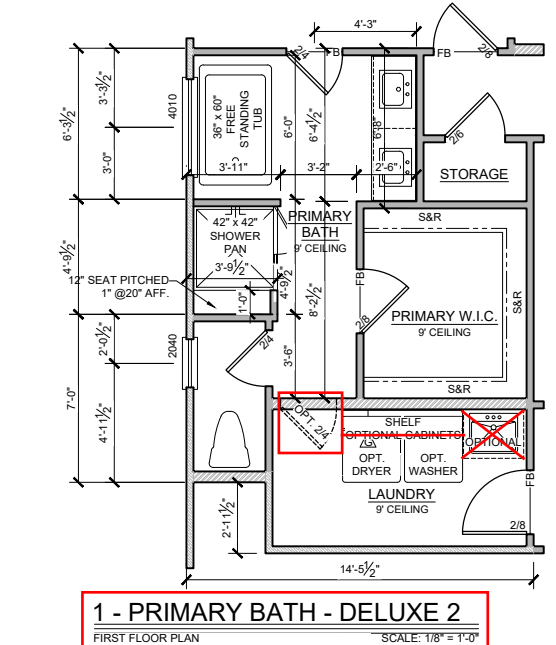 4'-3"
2/4
FB
FB
2/8
6'-3½"
3'-3½"
4010
36" x 60"
FREE
STANDING
TUB
6'-0"
6'-4½"
6'-8"
2/6
3'-0"
3'-11"
3'-2"
2'-6"
STORAGE
42" x 42"
SHOWER
PAN
PRIMARY
BATH
9' CEILING
S&R
4'-9½"
3'-9½"
12" SEAT PITCHED
1" @20" AFF.
1'-0"
4'-9½"
8'-2½"
FB
2/8
PRIMARY W.I.C.
9' CEILING
S&R
7'-0"
2'-0½"
2040
2/4
3'-6"
S&R
4'-11½"
OPT. 2/4
SHELF
OPTIONAL CABINETS
OPTIONAL
OPT.
DRYER
OPT.
WASHER
FB
LAUNDRY
9' CEILING
2'-11½"
2/8
14'-5½"
1 - PRIMARY BATH - DELUXE 2
FIRST FLOOR PLAN
SCALE: 1/8" = 1'-0"